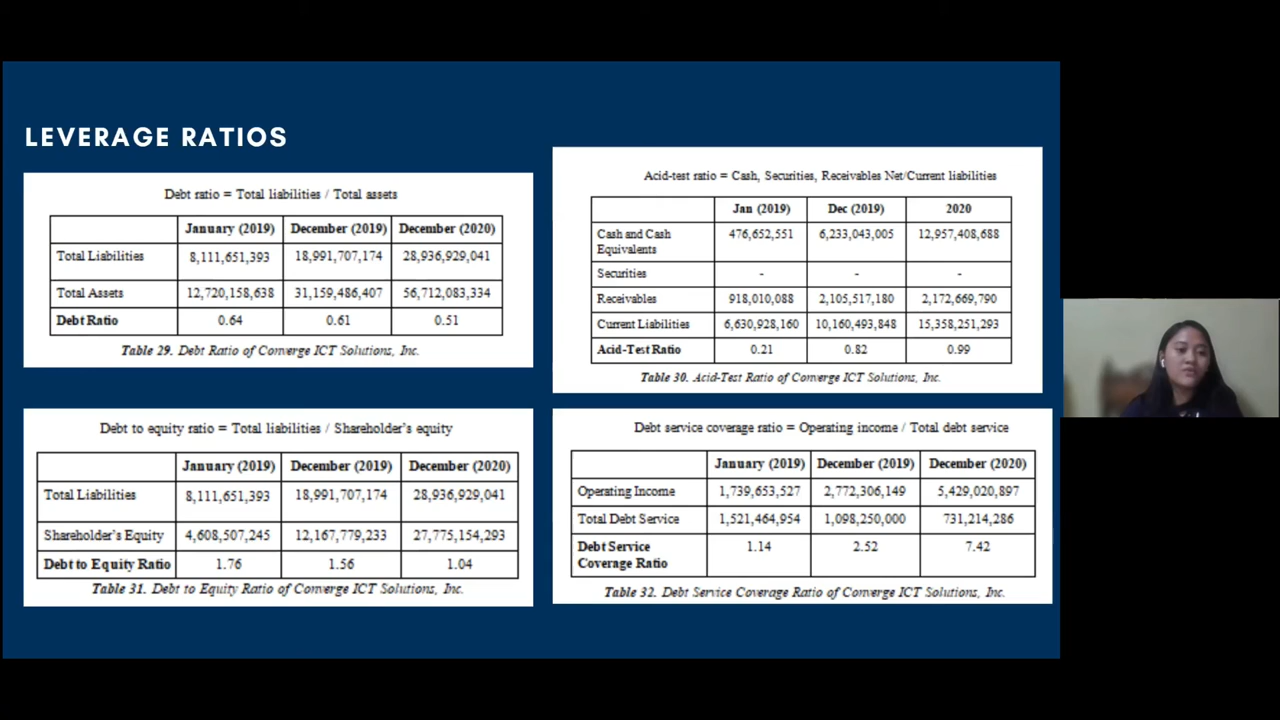 LEVERAGE RATIOS
Debt ratio = Total liabilities / Total assets
January (2019) December (2019) December (2020)
Total Liabilities 8,111,651,393 18,991,707,174 28,936,929,041
Total Assets 12,720,158,638 31,159,486,407 56,712,083,334
Debt Ratio 0.64 0.61 0.51
Table 29. Debt Ratio of Converge ICT Solutions, Inc.
Acid-test ratio = Cash, Securities, Receivables Net/Current liabilities
Jan (2019) Dec (2019) 2020
Cash and Cash 476,652,551 6,233,043,005 12,957,408,688
Equivalents
Securities - - -
Receivables 918,010,088 2,105,517,180 2,172,669,790
Current Liabilities 6,630,928,160 10,160,493,848 15,358,251,293
Acid-Test Ratio 0.21 0.82 0.99
Table 30. Acid-Test Ratio of Converge ICT Solutions, Inc.
Debt to equity ratio = Total liabilities / Shareholder's equity
January (2019) December (2019) December (2020)
Total Liabilities 8,111,651,393 18,991,707,174 28,936,929,041
Shareholder's Equity 4,608,507,245 12,167,779,233 27,775,154,293
Debt to Equity Ratio 1.76 1.56 1.04
Table 31. Debt to Equity Ratio of Converge ICT Solutions, Inc.
Debt service coverage ratio = Operating income / Total debt service
January (2019) December (2019) December (2020)
Operating Income 1,739,653,527 2,772,306,149 5,429,020,897
Total Debt Service 1,521,464,954 1,098,250,000 731,214,286
Debt Service 1.14 2.52 7.42
Coverage Ratio
Table 32. Debt Service Coverage Ratio of Converge ICT Solutions, Inc.